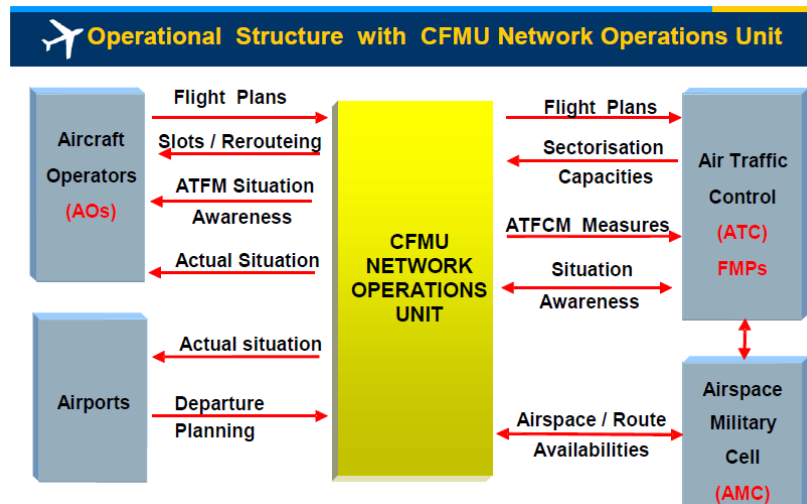 Operational Structure with CFMU Network Operations Unit
Aircraft
Operators
(AOs)
Flight Plans
Slots / Rerouteing
ATFM Situation
Awareness
Actual Situation
Airports
Actual situation
Departure
Planning
CFMU
NETWORK
OPERATIONS
UNIT
Flight Plans
Sectorisation
Capacities
ATFCM Measures
Situation
Awareness
Airspace / Route
Availabilities
Air Traffic
Control
(ATC)
FMPs
Airspace
Military
Cell
(AMC)